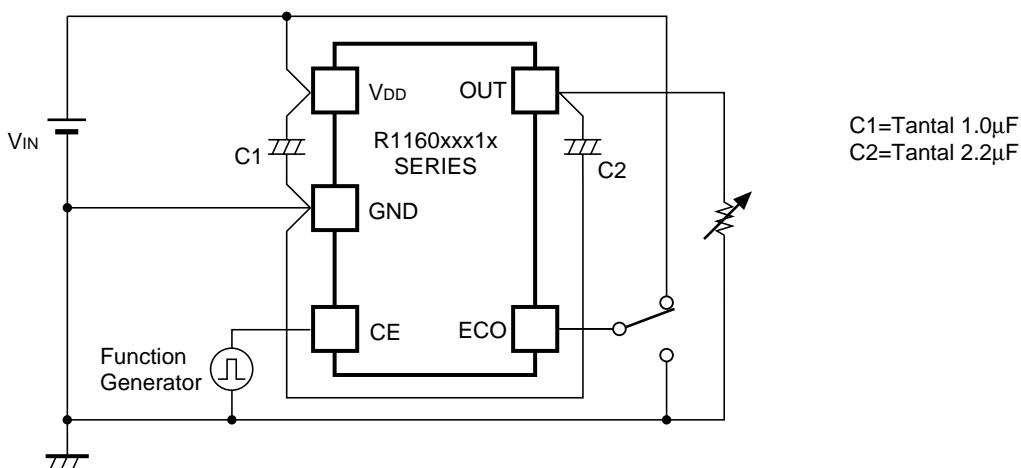 VDD
OUT
VIN
C1
R1160xxx1x
SERIES
C2
C1=Tantal 1.0μF
C2=Tantal 2.2μF
GND
CE
ECO
Function
Generator